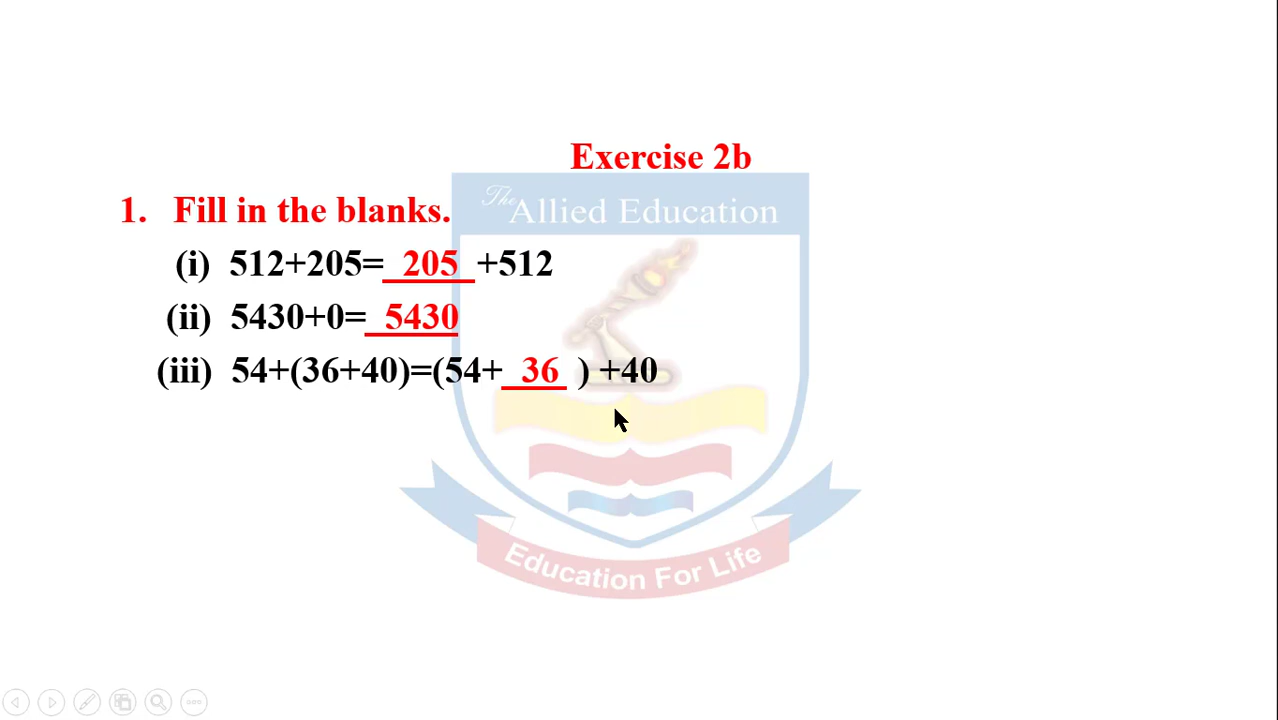 Exercise 2b
1. Fill in the blanks.
The Allied Education
(i) 512+205= 205 +512
(ii) 5430+0= 5430
(iii) 54+(36+40)=(54+ 36 ) +40
Education For Life